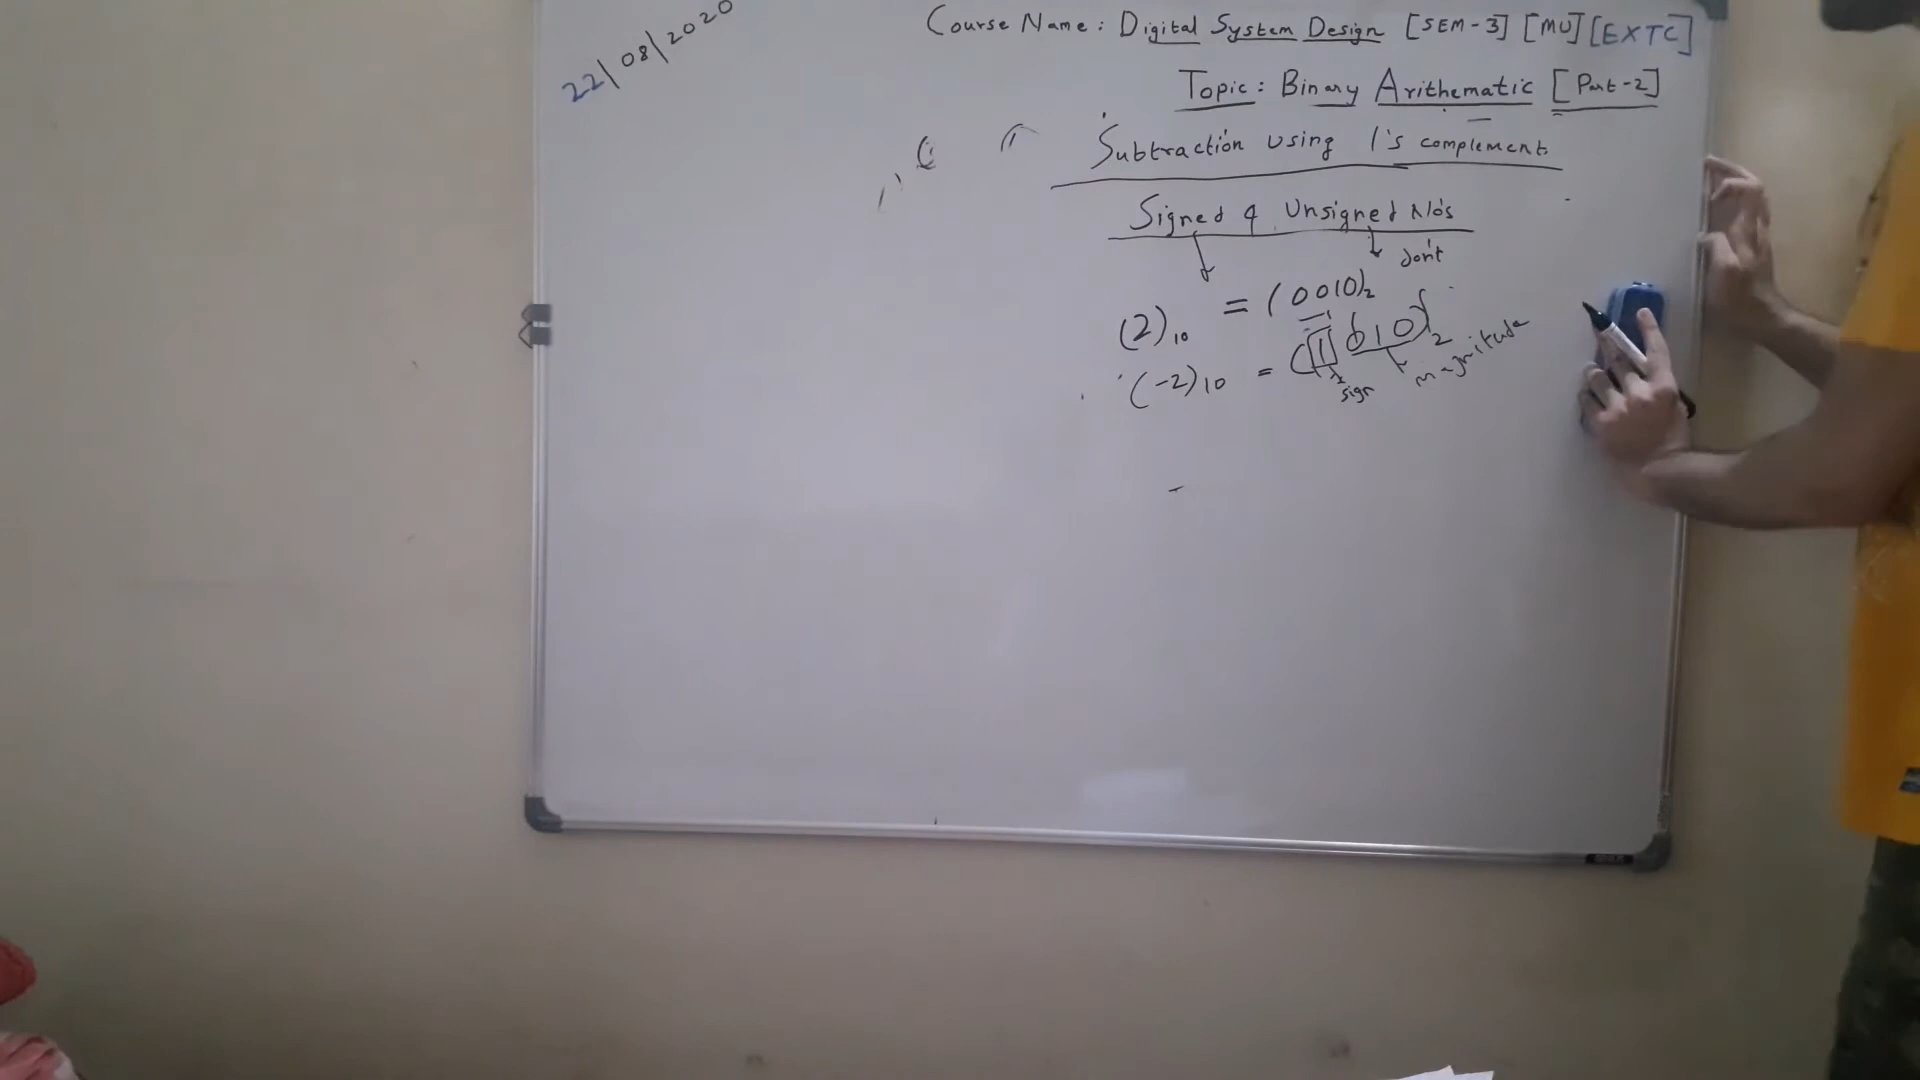 22/08/2020
Course Name: Digital System Design [SEM-3] [MU] [EXTC]
Topic: Binary Arithematic [Part-2]
Subtraction using 1's complement
Signed & Unsigned No's
don't
(2)₁₀ = (0010)₂
(-2)₁₀ = (1 010)₂
sign
magnitude